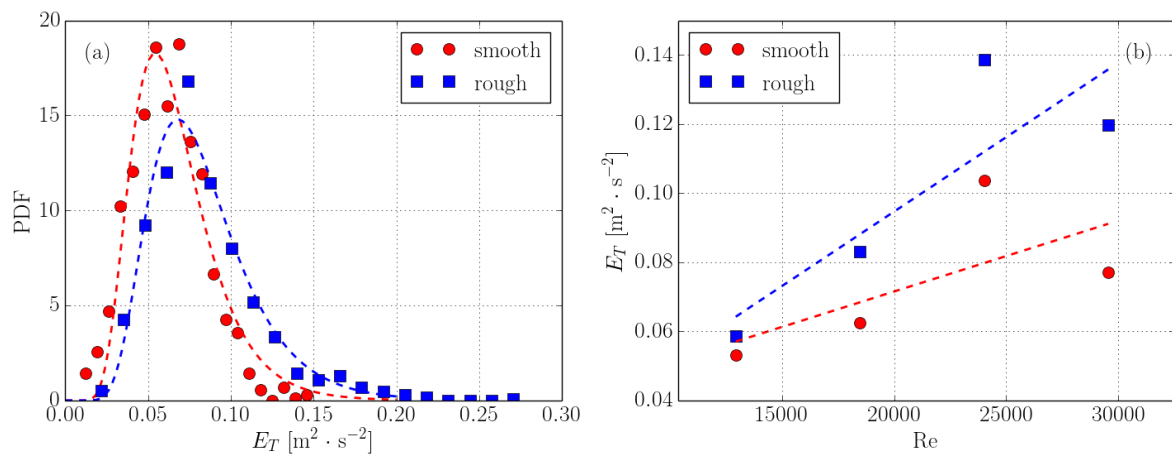 (a)
smooth
rough
PDF
20
15
10
5
0
0.00 0.05 0.10 0.15 0.20 0.25 0.30
E_T [m² · s⁻²]
(b)
smooth
rough
E_T [m² · s⁻²]
0.14
0.12
0.10
0.08
0.06
0.04
15000 20000 25000 30000
Re